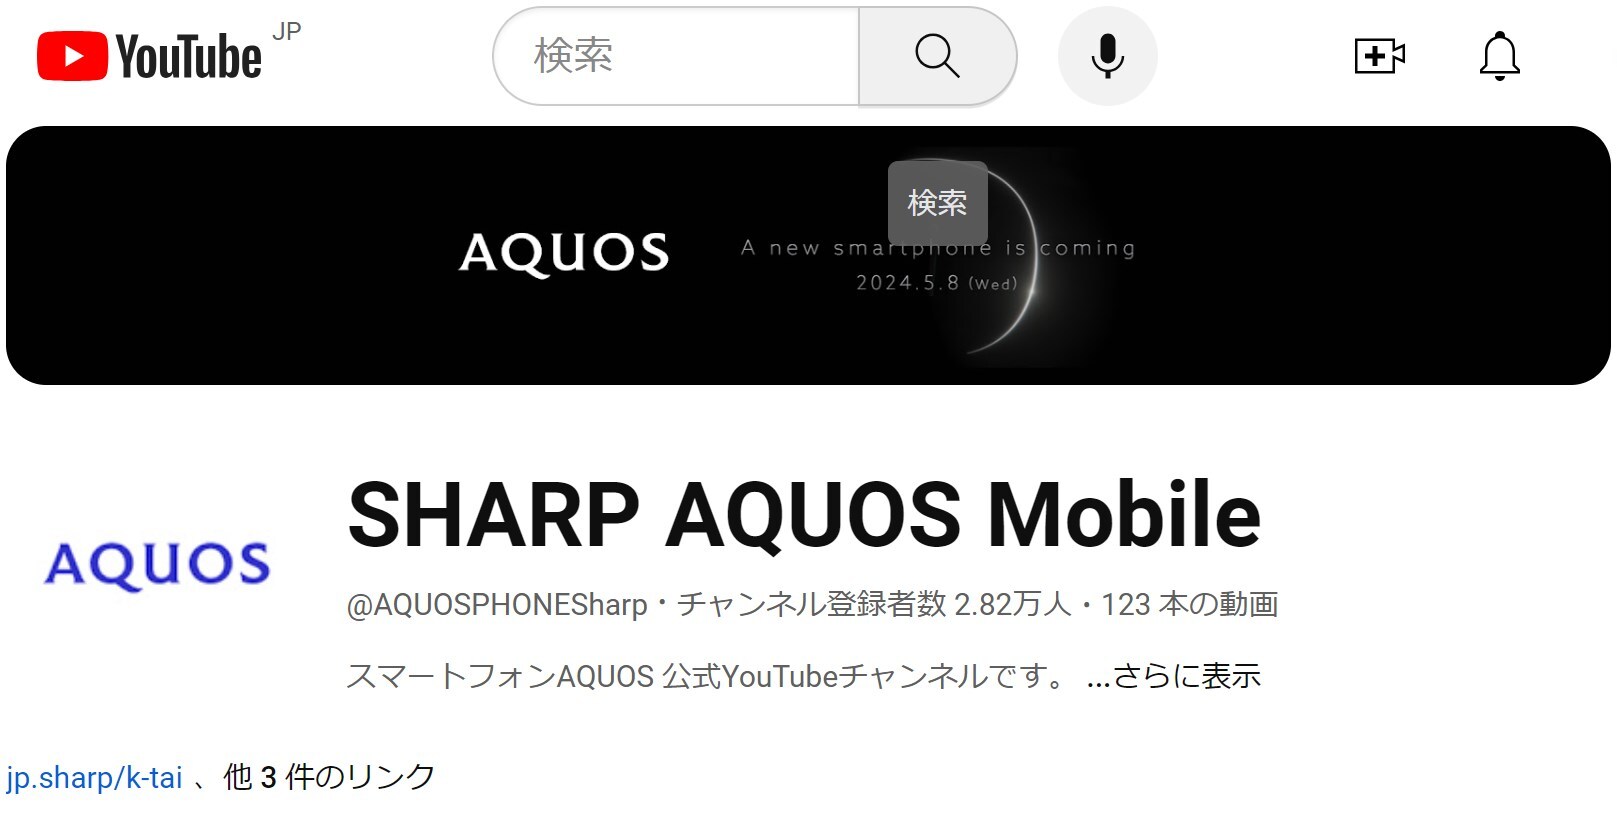 YouTube JP
検索
検索
AQUOS
A new smartphone is coming
2024.5.8 (Wed)
AQUOS
SHARP AQUOS Mobile
@AQUOSPHONESharp・チャンネル登録者数 2.82万人・123 本の動画
スマートフォンAQUOS 公式YouTubeチャンネルです。 ...さらに表示
jp.sharp/k-tai 、他 3 件のリンク